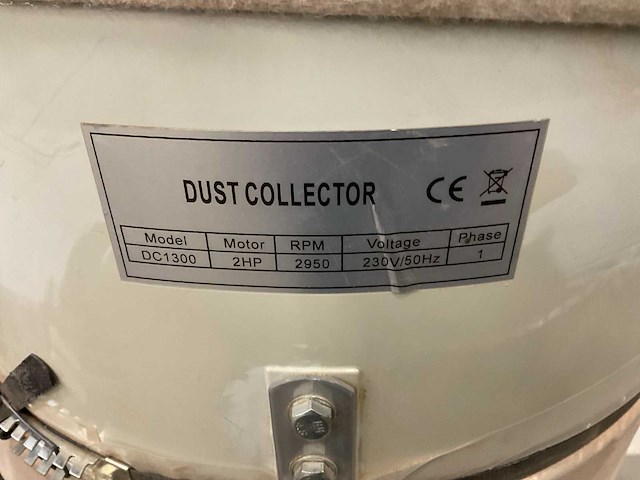 DUST COLLECTOR CE
Model Motor RPM Voltage Phase
DC1300 2HP 2950 230V/50Hz 1